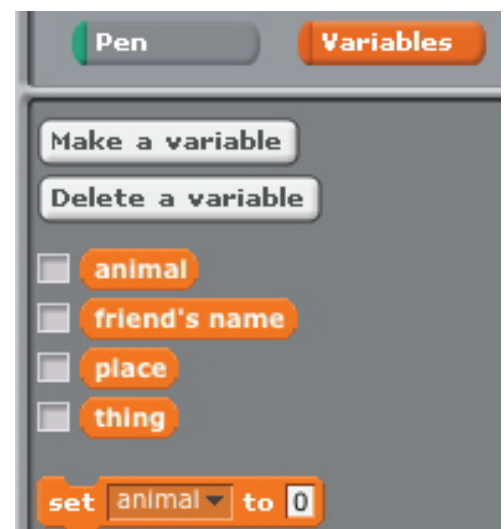 Pen Variables
Make a variable
Delete a variable
animal
friend's name
place
thing
set animal to 0